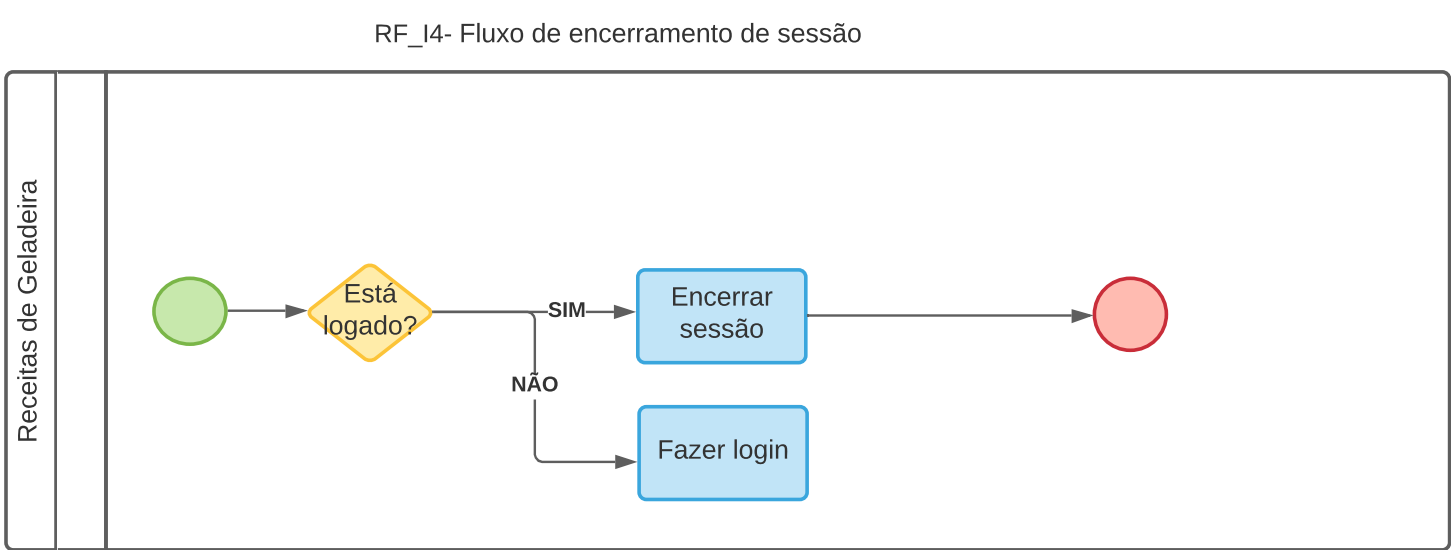 RF_I4- Fluxo de encerramento de sessão
Receitas de Geladeira
Está
logado?
SIM
Encerrar
sessão
NÃO
Fazer login